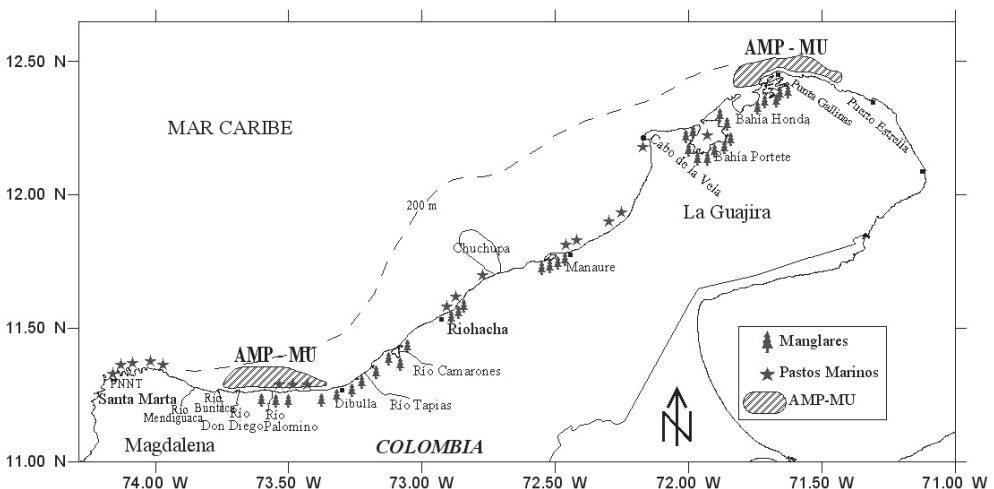 12.50 N
12.00 N
11.50 N
11.00 N
AMP - MU
MAR CARIBE
Punta Gallinas
Puerto Estrella
Bahía Honda
Cabo de la Vela
Bahía Portete
200 m
La Guajira
Chuchupa
Manaure
Riohacha
Manglares
Pastos Marinos
AMP-MU
AMP - MU
PNNT
Santa Marta
Río Camarones
Río
Mendiguaca
Río
Buritaca
Río
Don Diego
Río
Palomino
Dibulla
Río Tapias
Magdalena
COLOMBIA
N
74.00 W
73.50 W
73.00 W
72.50 W
72.00 W
71.50 W
71.00 W